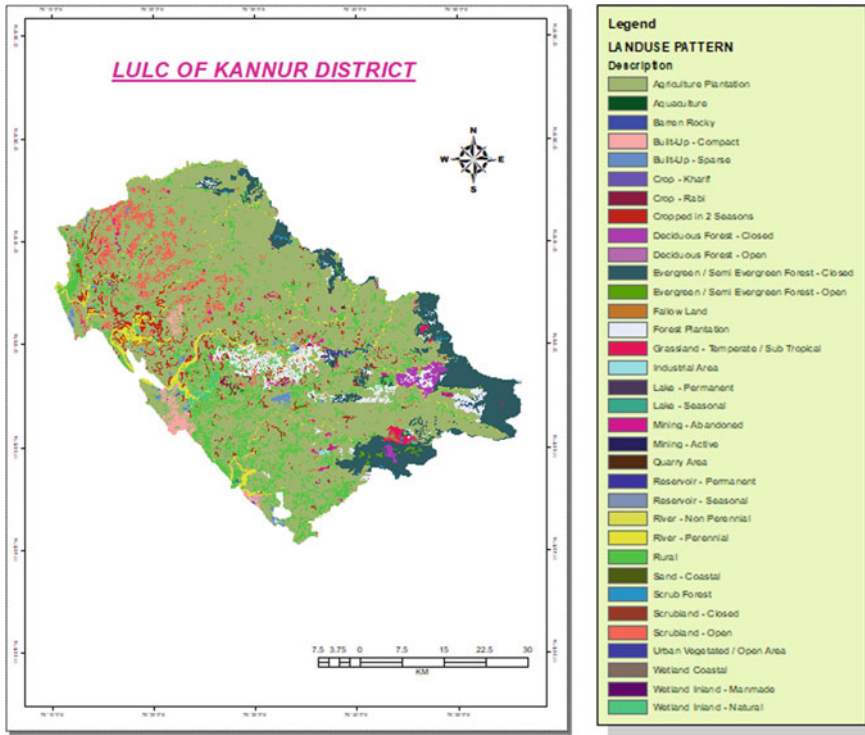 LULC OF KANNUR DISTRICT
N
W E
S
7.5 3.75 0 7.5 15 22.5 30
KM
Legend
LANDUSE PATTERN
Description
Agriculture Plantation
Aquaculture
Barren Rocky
Built-Up - Compact
Built-Up - Sparse
Crop - Kharif
Crop - Rabi
Cropped in 2 Seasons
Deciduous Forest - Closed
Deciduous Forest - Open
Evergreen / Semi Evergreen Forest - Closed
Evergreen / Semi Evergreen Forest - Open
Fallow Land
Forest Plantation
Grassland - Temperate / Sub Tropical
Industrial Area
Lake - Permanent
Lake - Seasonal
Mining - Abandoned
Mining - Active
Quarry Area
Reservoir - Permanent
Reservoir - Seasonal
River - Non Perennial
River - Perennial
Rural
Sand - Coastal
Scrub Forest
Scrubland - Closed
Scrubland - Open
Urban Vegetated / Open Area
Wetland Coastal
Wetland Inland - Manmade
Wetland Inland - Natural